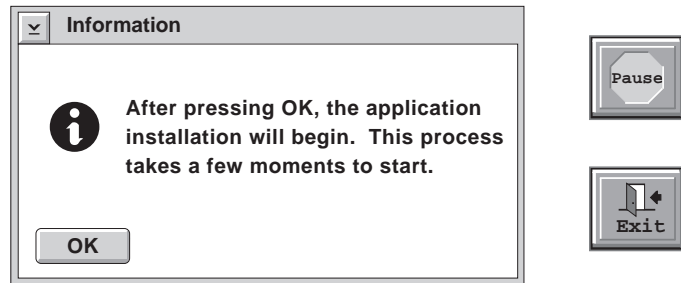 Information
After pressing OK, the application
installation will begin. This process
takes a few moments to start.
OK
Pause
Exit